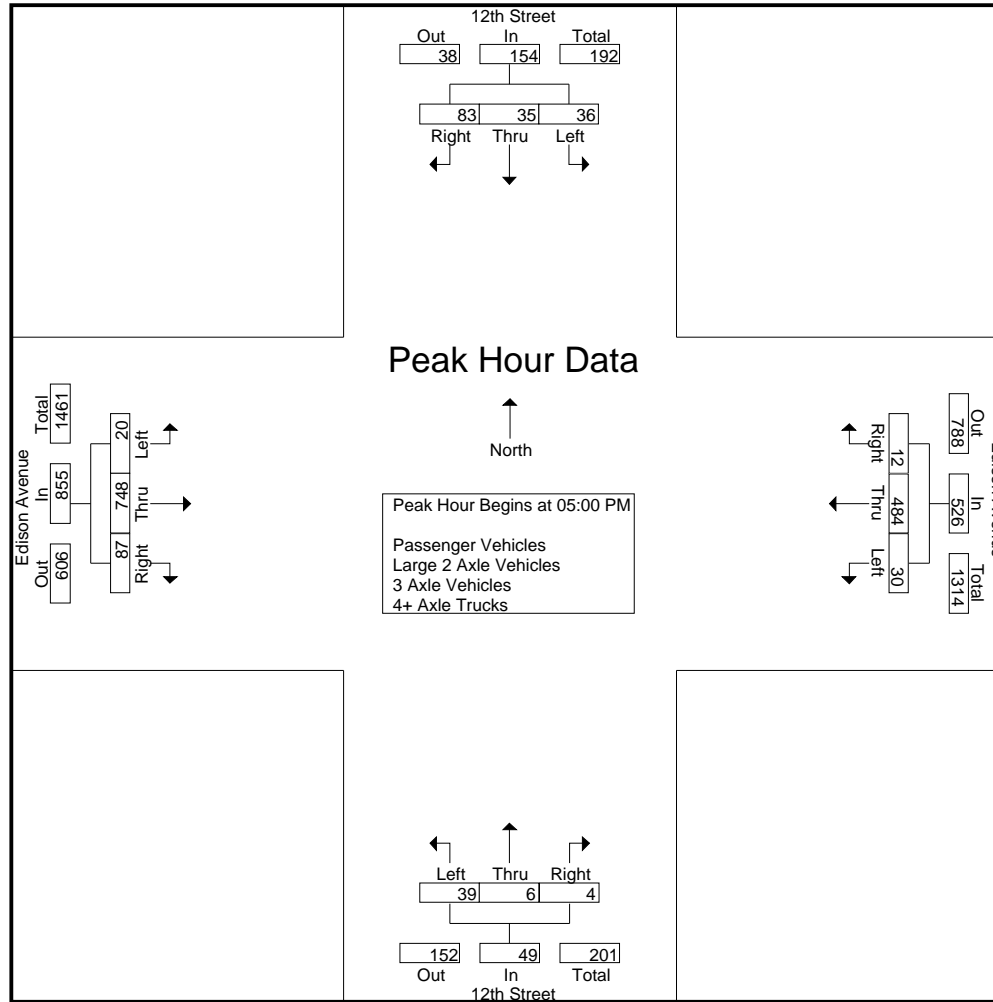 12th Street
Out In Total
38 154 192
83 35 36
Right Thru Left
Peak Hour Data
North
Peak Hour Begins at 05:00 PM
Passenger Vehicles
Large 2 Axle Vehicles
3 Axle Vehicles
4+ Axle Trucks
Edison Avenue
Out In Total
606 855 1461
87 748 20
Right Thru Left
Out In Total
788 526 1314
12 484 30
Right Thru Left
Left Thru Right
39 6 4
152 49 201
Out In Total
12th Street